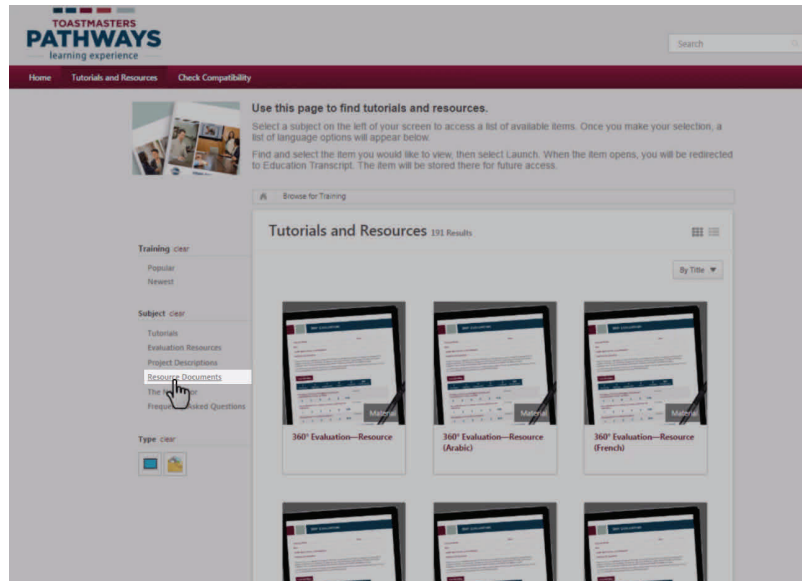 TOASTMASTERS
PATHWAYS
learning experience
Search
Home Tutorials and Resources Check Compatibility
Use this page to find tutorials and resources.
Select a subject on the left of your screen to access a list of available items. Once you make your selection, a
list of language options will appear below.
Find and select the item you would like to view, then select Launch. When the item opens, you will be redirected
to Education Transcript. The item will be stored there for future access.
Browse for Training
Tutorials and Resources 191 Results
By Title
Training clear
Popular
Newest
Subject clear
Tutorials
Evaluation Resources
Project Descriptions
Resource Documents
The
Asked Questions
Type clear
Material
Material
Material
360° Evaluation—Resource
360° Evaluation—Resource
(Arabic)
360° Evaluation—Resource
(French)